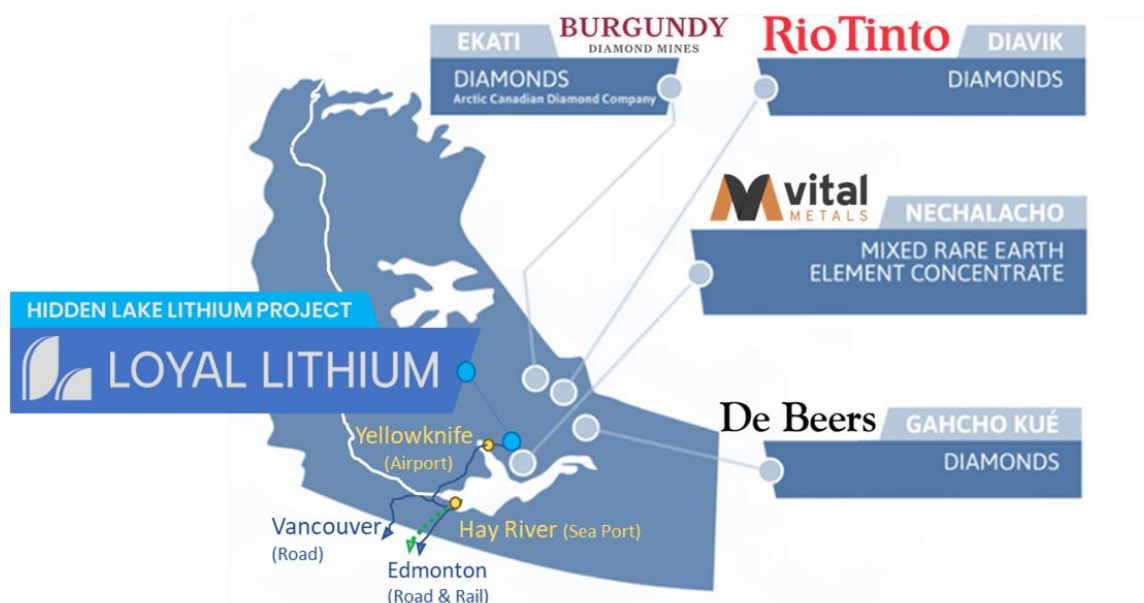 EKATI
BURGUNDY
DIAMOND MINES
DIAMONDS
Arctic Canadian Diamond Company
RioTinto
DIAVIK
DIAMONDS
vital
METALS
NECHALACHO
MIXED RARE EARTH
ELEMENT CONCENTRATE
HIDDEN LAKE LITHIUM PROJECT
LOYAL LITHIUM
De Beers
GAHCHO KUÉ
DIAMONDS
Yellowknife
(Airport)
Hay River (Sea Port)
Vancouver
(Road)
Edmonton
(Road & Rail)